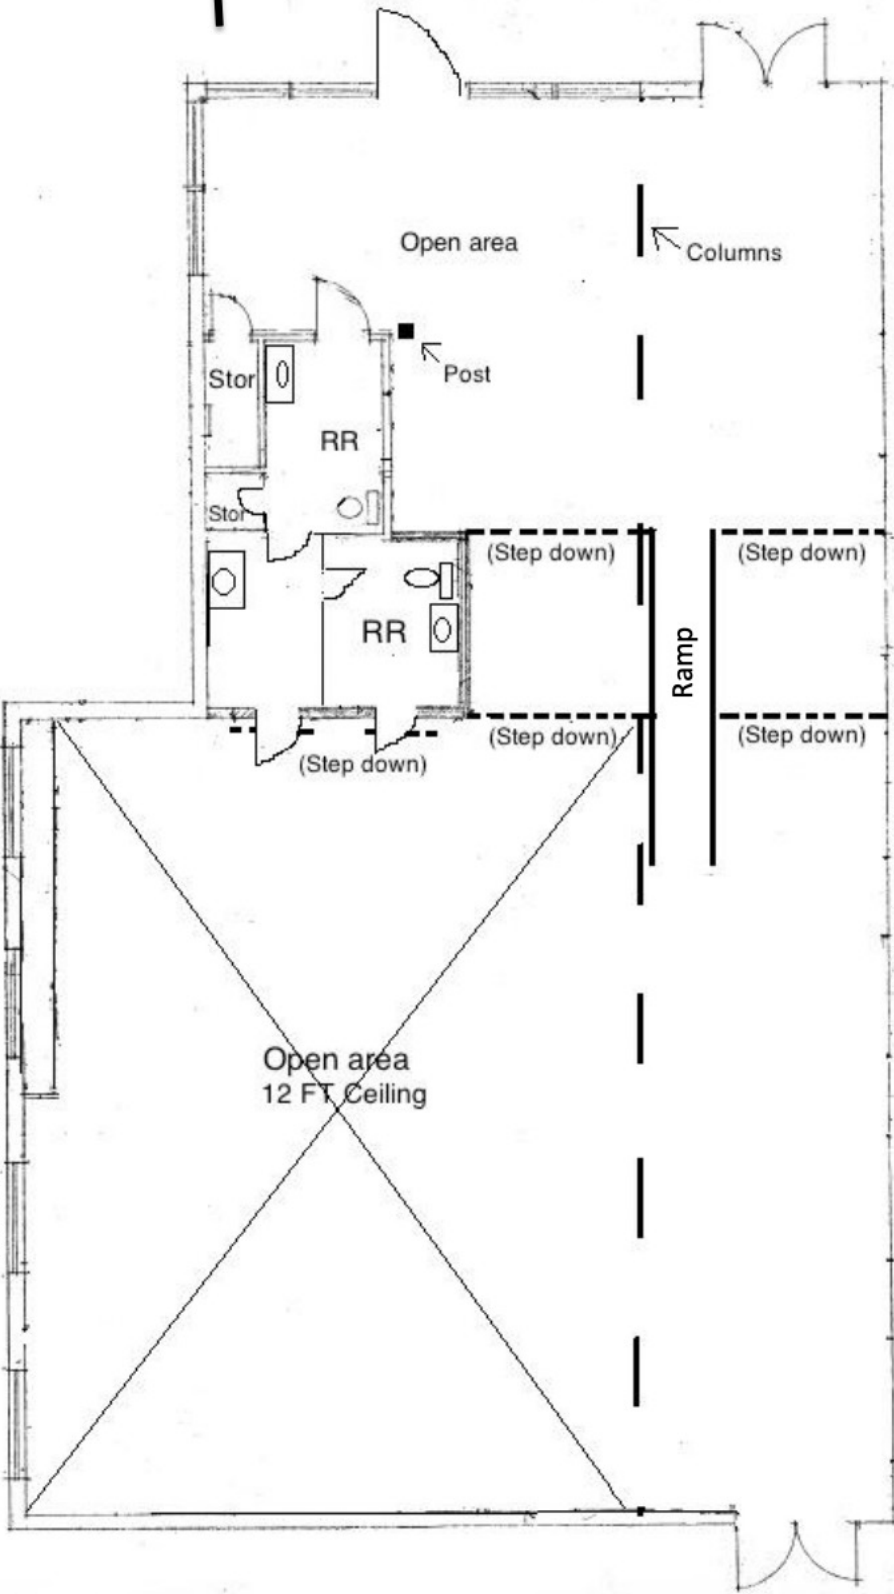 Open area
Columns
Post
Stor
RR
Stor
(Step down)
(Step down)
RR
Ramp
(Step down)
(Step down)
(Step down)
Open area
12 FT Ceiling